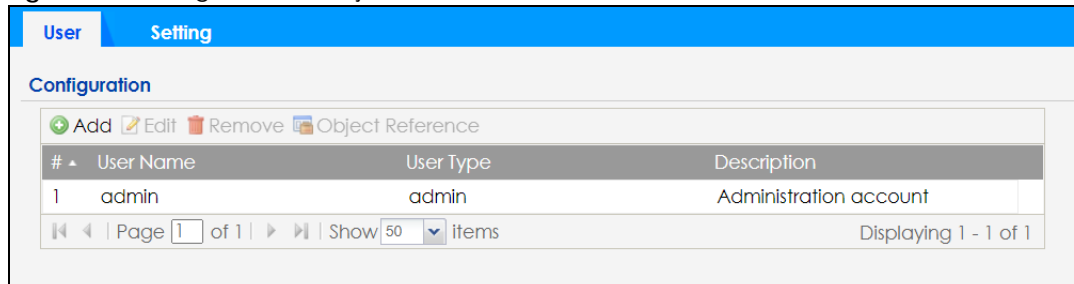 User Setting
Configuration
Add Edit Remove Object Reference
# User Name User Type Description
1 admin admin Administration account
Page 1 of 1 Show 50 items Displaying 1 - 1 of 1